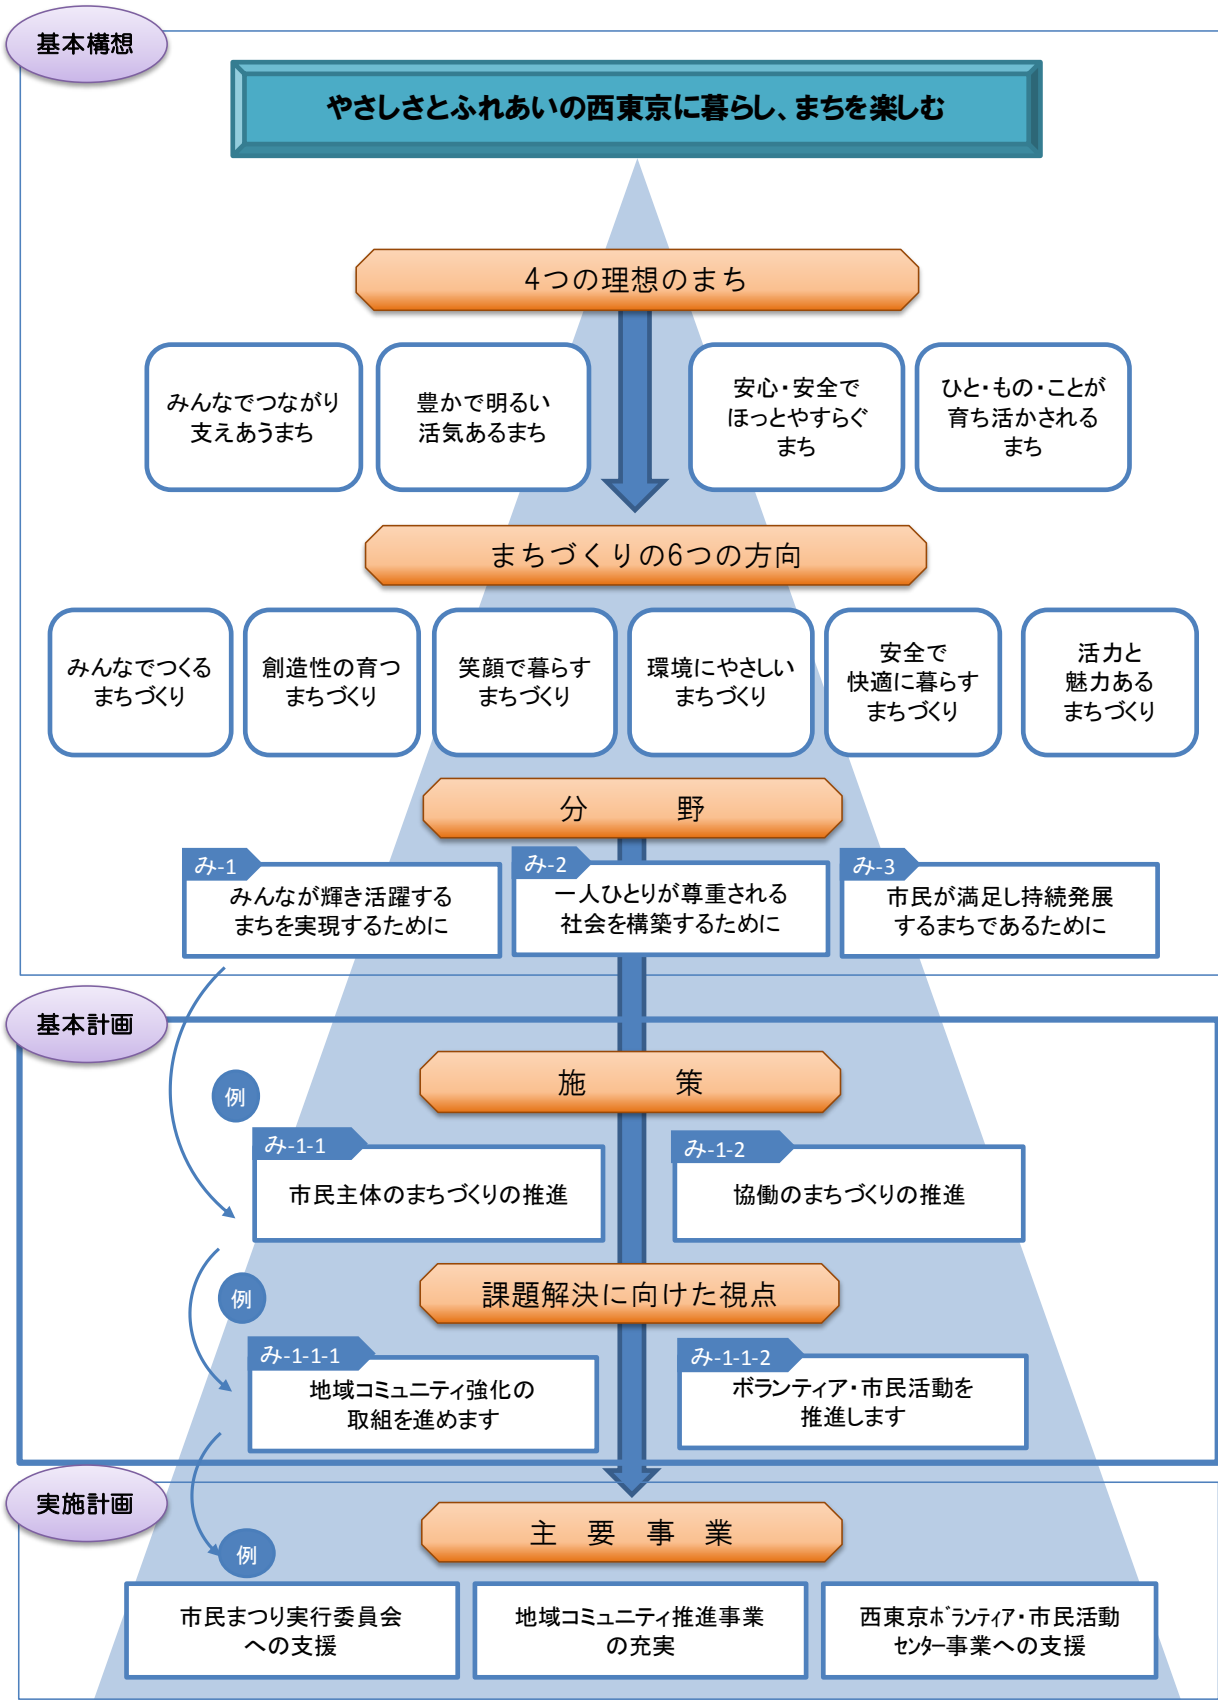 基本構想
やさしさとふれあいの西東京に暮らし、まちを楽しむ
4つの理想のまち
みんなでつながり
支えあうまち
豊かで明るい
活気あるまち
安心・安全で
ほっとやすらぐ
まち
ひと・もの・ことが
育ち活かされる
まち
まちづくりの6つの方向
みんなでつくる
まちづくり
創造性の育つ
まちづくり
笑顔で暮らす
まちづくり
環境にやさしい
まちづくり
安全で
快適に暮らす
まちづくり
活力と
魅力ある
まちづくり
分　野
み-1
みんなが輝き活躍する
まちを実現するために
み-2
一人ひとりが尊重される
社会を構築するために
み-3
市民が満足し持続発展
するまちであるために
基本計画
施　策
例
み-1-1
市民主体のまちづくりの推進
み-1-2
協働のまちづくりの推進
課題解決に向けた視点
例
み-1-1-1
地域コミュニティ強化の
取組を進めます
み-1-1-2
ボランティア・市民活動を
推進します
実施計画
主　要　事　業
例
市民まつり実行委員会
への支援
地域コミュニティ推進事業
の充実
西東京ﾎﾞﾗﾝﾃｨｱ・市民活動
ｾﾝﾀｰ事業への支援